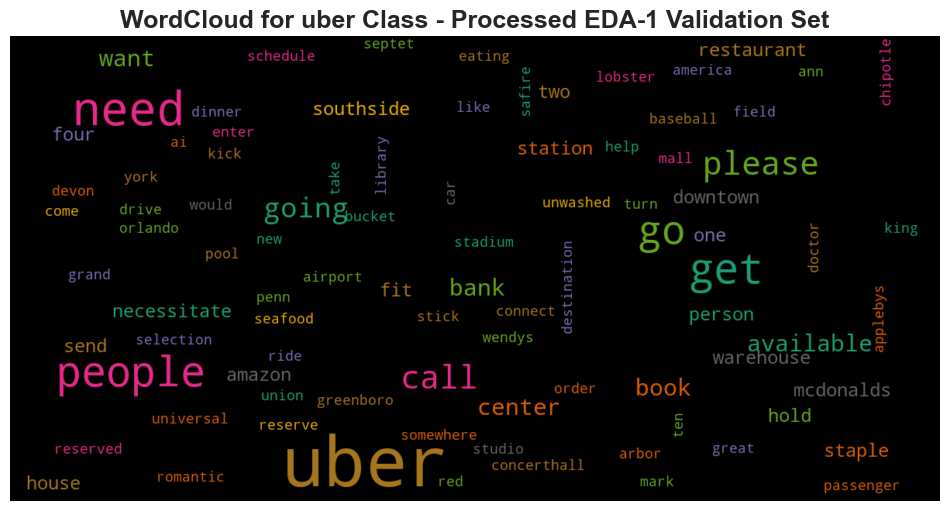 WordCloud for uber Class - Processed EDA-1 Validation Set
septet
want
schedule
eating
restaurant
chipotle
lobster
america
ann
safire
two
need
dinner
southside
like
baseball
field
four
enter
ai
kick
station
help
mall
please
library
take
york
devon
car
downtown
come
drive
would
going
bucket
unwashed
turn
orlando
new
stadium
go
one
doctor
king
pool
grand
airport
get
destination
penn
fit
bank
necessitate
seafood
stick
connect
person
applebys
send
selection
wendys
available
ride
warehouse
people
amazon
call
union
greenboro
order
book
mcdonalds
center
universal
reserve
somewhere
ten
hold
reserved
uber
studio
concerthall
arbor
great
staple
house
romantic
red
mark
passenger